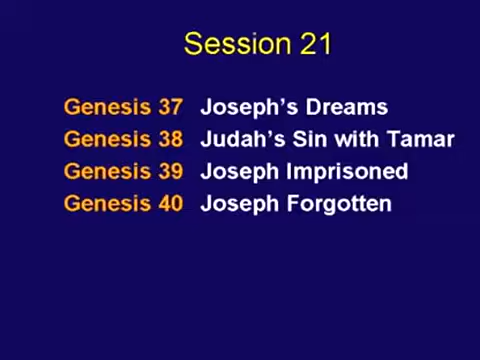 Session 21
Genesis 37 Joseph's Dreams
Genesis 38 Judah's Sin with Tamar
Genesis 39 Joseph Imprisoned
Genesis 40 Joseph Forgotten